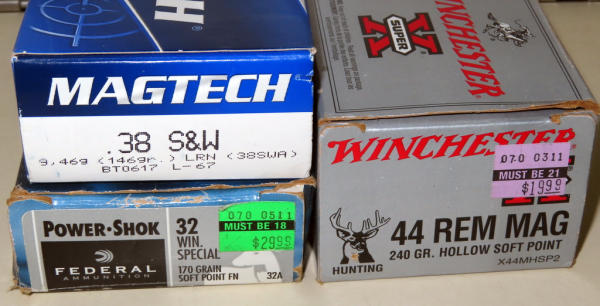 H
MAGTECH
.38 S&W
9,46g (146gr.) LRN (38SWA)
BT0617 L-67
POWER·SHOK
FEDERAL
AMMUNITION
32
WIN.
SPECIAL
170 GRAIN
SOFT POINT FN
32A
070 0511
MUST BE 18
$29.99
WINCHESTER
SUPER
X
WINCHESTER
070 0311
MUST BE 21
$19.99
44 REM MAG
240 GR. HOLLOW SOFT POINT
X44MHSP2
HUNTING